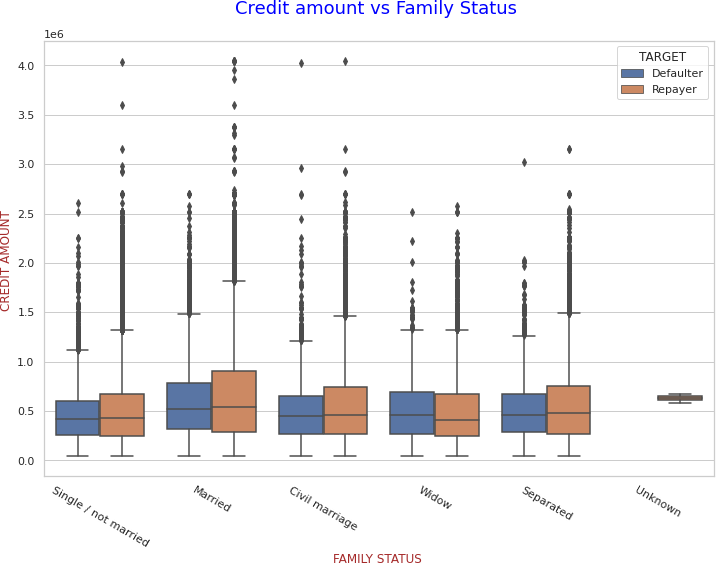 Credit amount vs Family Status
1e6
TARGET
Defaulter
Repayer
4.0
3.5
3.0
2.5
2.0
1.5
1.0
0.5
0.0
CREDIT AMOUNT
Single / not married
Married
Civil marriage
Widow
Separated
Unknown
FAMILY STATUS